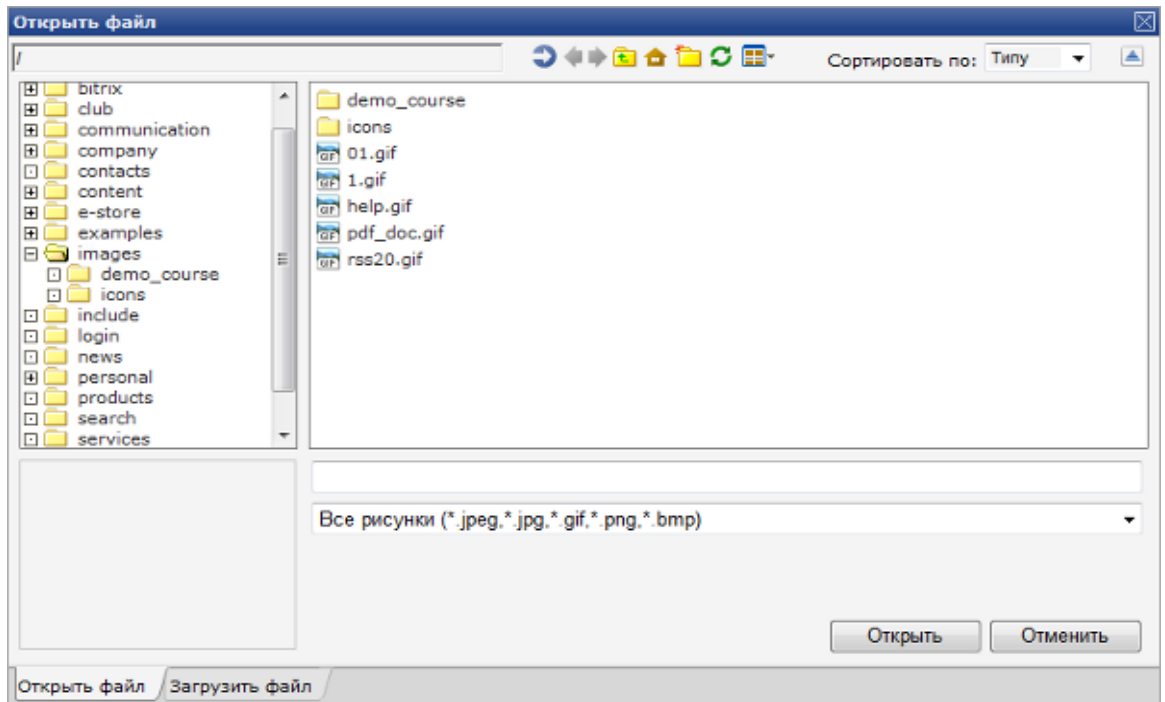 Открыть файл
/
Сортировать по: Типу
bitrix
club
communication
company
contacts
content
e-store
examples
images
demo_course
icons
include
login
news
personal
products
search
services
demo_course
icons
01.gif
1.gif
help.gif
pdf_doc.gif
rss20.gif
Все рисунки (*.jpeg,*.jpg,*.gif,*.png,*.bmp)
Открыть Отменить
Открыть файл Загрузить файл